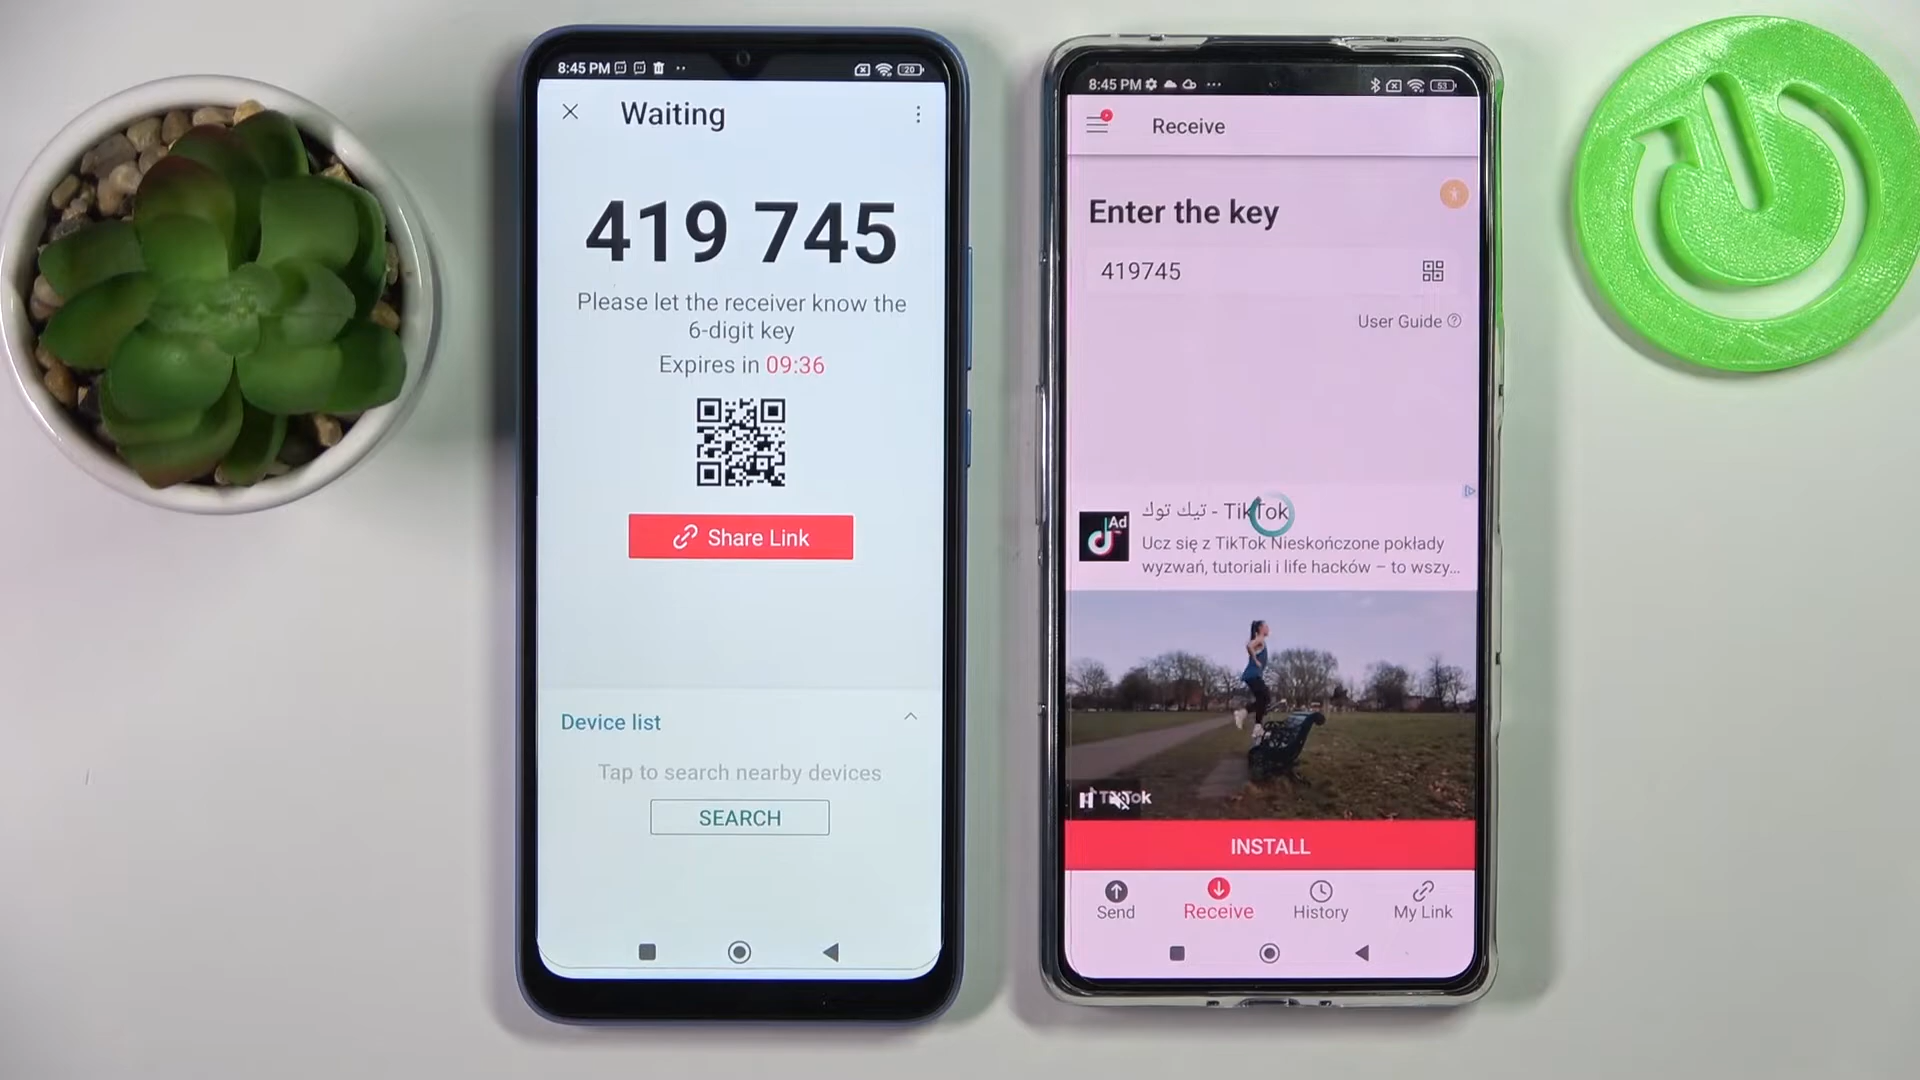 8:45 PM
20
Waiting
419 745
Please let the receiver know the
6-digit key
Expires in 09:36
Share Link
Device list
Tap to search nearby devices
SEARCH
8:45 PM
53
Receive
Enter the key
419745
User Guide
Ad
تيك توك - TikTok
Ucz się z TikTok Nieskończone pokłady
wyzwań, tutoriali i life hacków – to wszy...
TikTok
INSTALL
Send
Receive
History
My Link